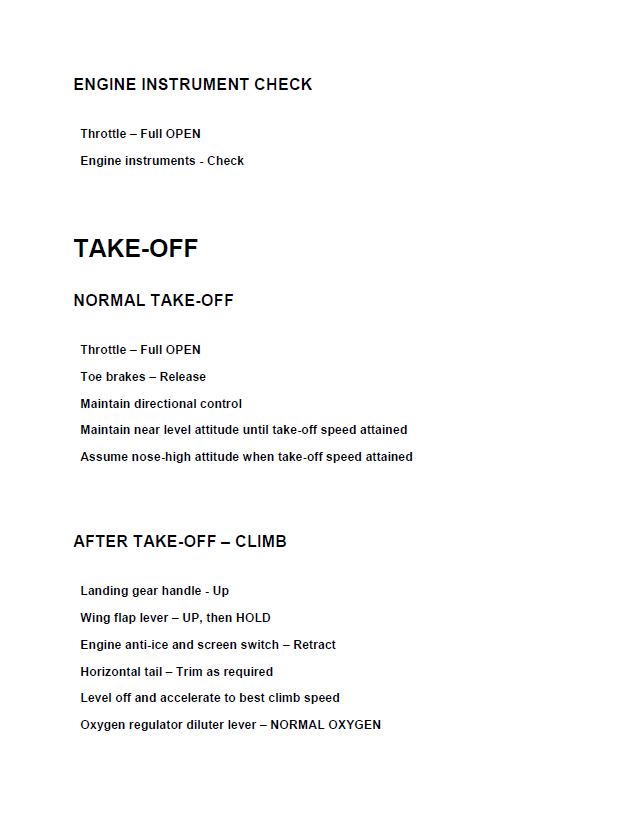 ENGINE INSTRUMENT CHECK
Throttle – Full OPEN
Engine instruments - Check
TAKE-OFF
NORMAL TAKE-OFF
Throttle – Full OPEN
Toe brakes – Release
Maintain directional control
Maintain near level attitude until take-off speed attained
Assume nose-high attitude when take-off speed attained
AFTER TAKE-OFF – CLIMB
Landing gear handle - Up
Wing flap lever – UP, then HOLD
Engine anti-ice and screen switch – Retract
Horizontal tail – Trim as required
Level off and accelerate to best climb speed
Oxygen regulator diluter lever – NORMAL OXYGEN